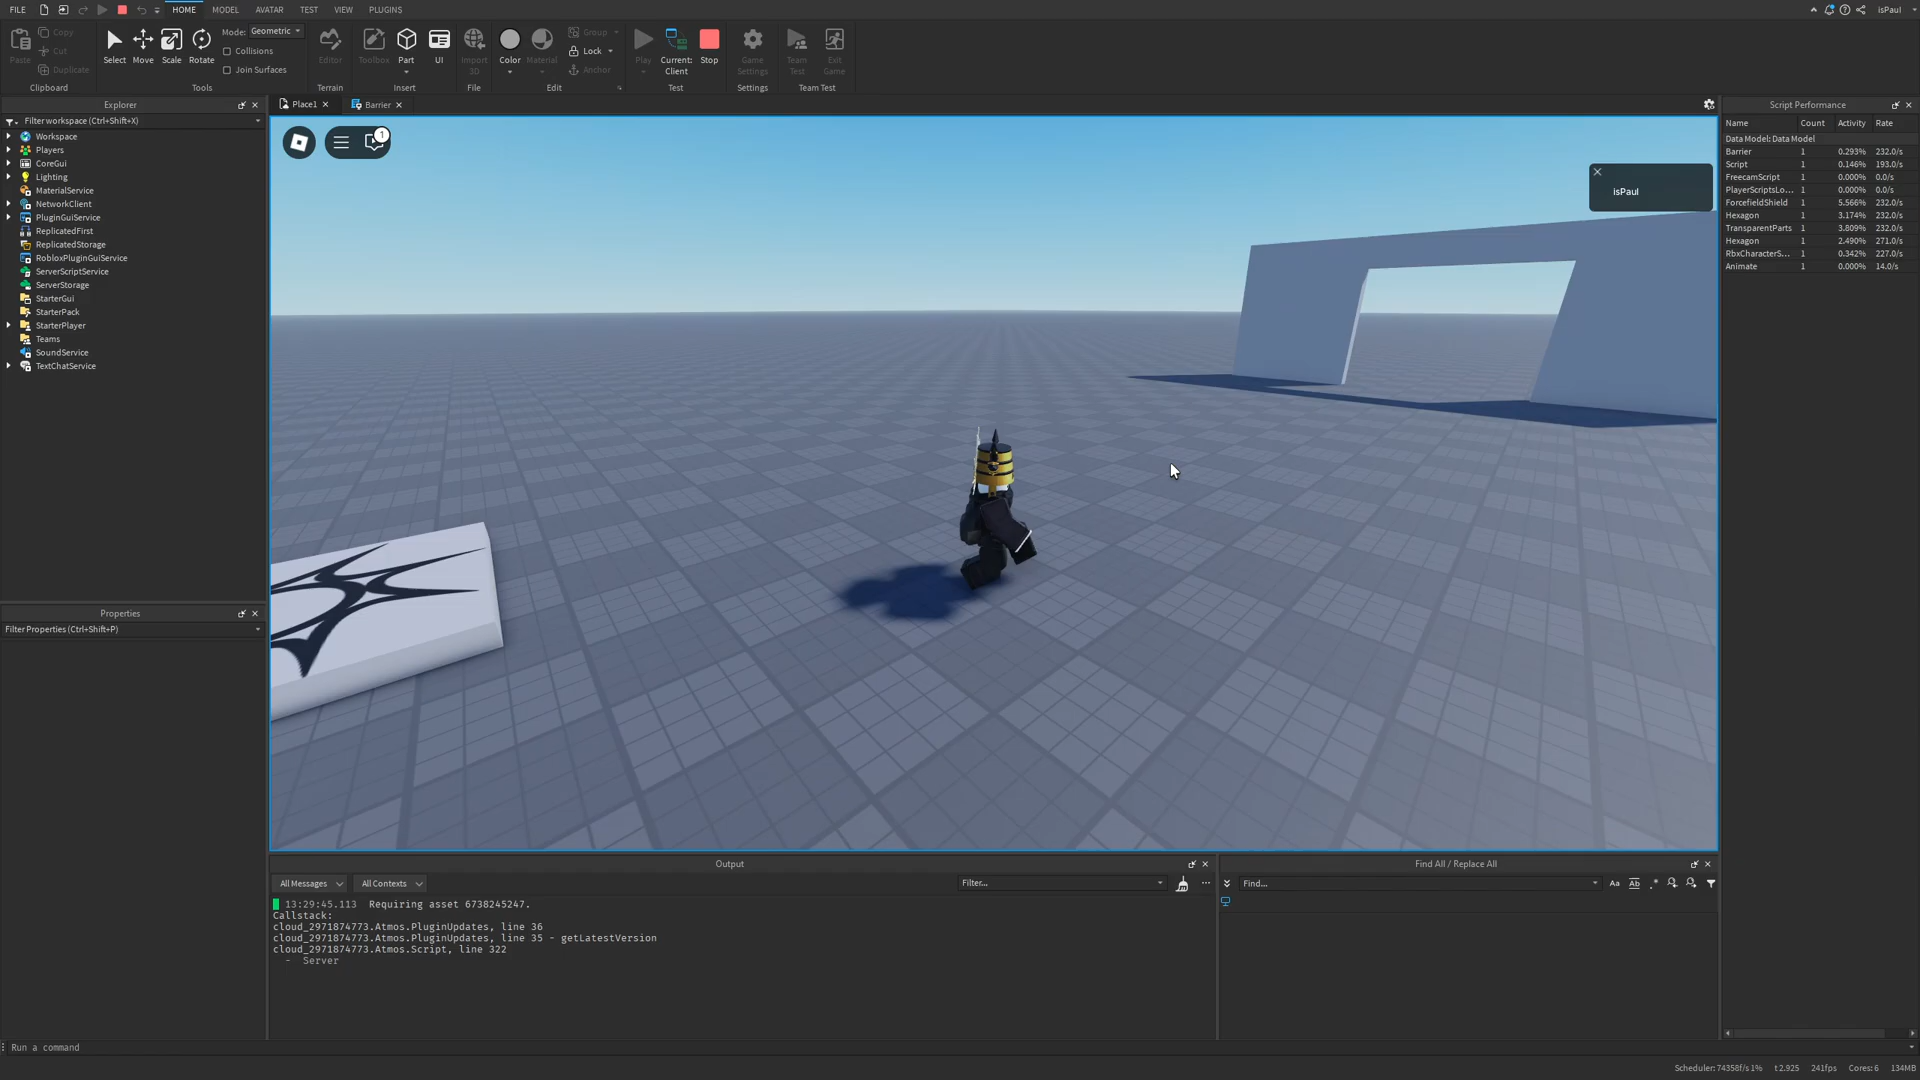 FILE
HOME
MODEL
AVATAR
TEST
VIEW
PLUGINS
isPaul
Paste
Copy
Cut
Duplicate
Clipboard
Select
Move
Scale
Rotate
Mode: Geometric
Collisions
Join Surfaces
Tools
Editor
Terrain
Toolbox
Part
UI
Insert
Import 3D
File
Color
Material
Group
Lock
Anchor
Edit
Play
Current: Client
Stop
Test
Game Settings
Settings
Team Test
Exit Game
Team Test
Explorer
Filter workspace (Ctrl+Shift+X)
Workspace
Players
CoreGui
Lighting
MaterialService
NetworkClient
PluginGuiService
ReplicatedFirst
ReplicatedStorage
RobloxPluginGuiService
ServerScriptService
ServerStorage
StarterGui
StarterPack
StarterPlayer
Teams
SoundService
TextChatService
Properties
Filter Properties (Ctrl+Shift+P)
Place1
Barrier
1
isPaul
Script Performance
Name Count Activity Rate
Data Model: Data Model
Barrier 1 0.293% 232.0/s
Script 1 0.146% 193.0/s
FreecamScript 1 0.000% 0.0/s
PlayerScriptsLo... 1 0.000% 0.0/s
ForcefieldShield 1 5.566% 232.0/s
Hexagon 1 3.174% 232.0/s
TransparentParts 1 3.809% 232.0/s
Hexagon 1 2.490% 271.0/s
RbxCharacterS... 1 0.342% 227.0/s
Animate 1 0.000% 14.0/s
Output
All Messages
All Contexts
Filter...
13:29:45.113 Requiring asset 6738245247.
Callstack:
cloud_2971874773.Atmos.PluginUpdates, line 36
cloud_2971874773.Atmos.PluginUpdates, line 35 - getLatestVersion
cloud_2971874773.Atmos.Script, line 322
- Server
Find All / Replace All
Find...
Aa
Ab
.*
Run a command
Scheduler: 74358f/s 1% t 2.925 241fps Cores: 6 134MB